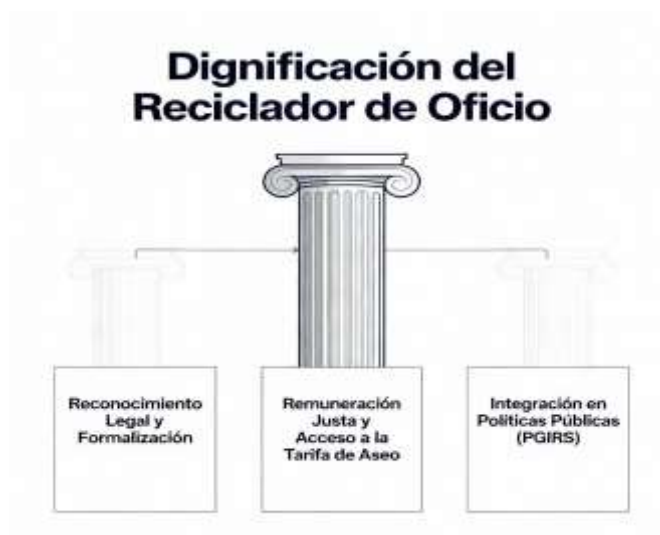 Dignificación del
Reciclador de Oficio
Reconocimiento
Legal y
Formalización
Remuneración
Justa y
Acceso a la
Tarifa de Aseo
Integración en
Políticas Públicas
(PGIRS)